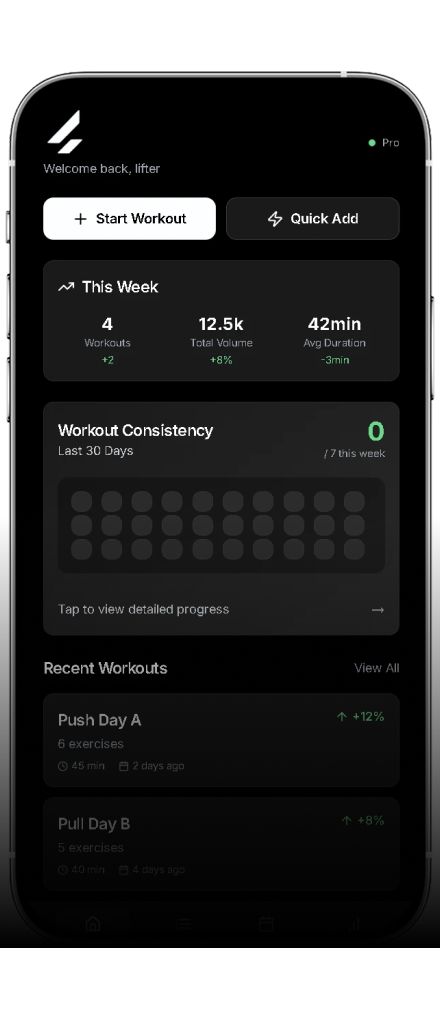 Pro
Welcome back, lifter
Start Workout
Quick Add
This Week
4 12.5k 42min
Workouts Total Volume Avg Duration
+2 +8% -3min
Workout Consistency 0
Last 30 Days / 7 this week
Tap to view detailed progress →
Recent Workouts View All
Push Day A ↑ +12%
6 exercises
45 min 2 days ago
Pull Day B ↑ +8%
5 exercises
40 min 4 days ago